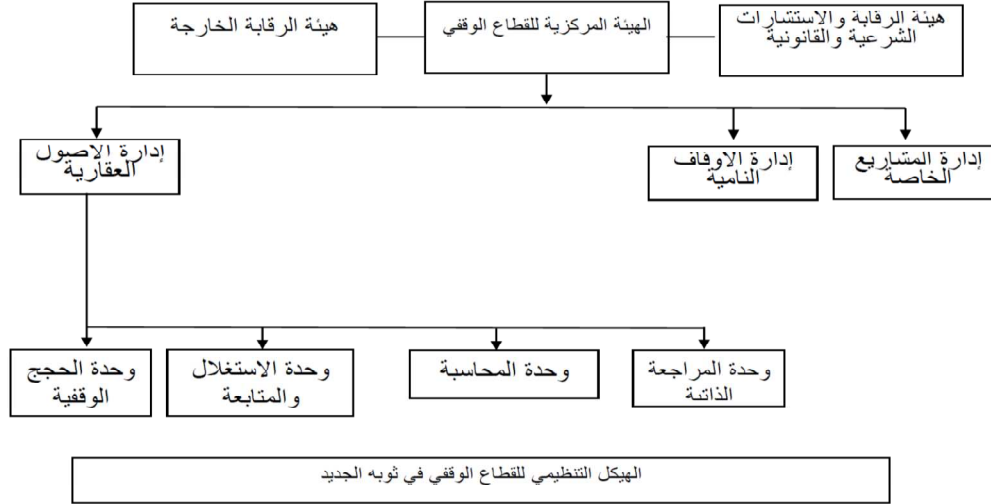 هيئة الرقابة والاستشارات
الشرعية والقانونية
الهيئة المركزية للقطاع الوقفي
هيئة الرقابة الخارجة
إدارة المشاريع
الخاصة
إدارة الاوقاف
النامية
إدارة الاصول
العقارية
وحدة المراجعة
الذاتية
وحدة المحاسبة
وحدة الاستغلال
والمتابعة
وحدة الحجج
الوقفية
الهيكل التنظيمي للقطاع الوقفي في ثوبه الجديد